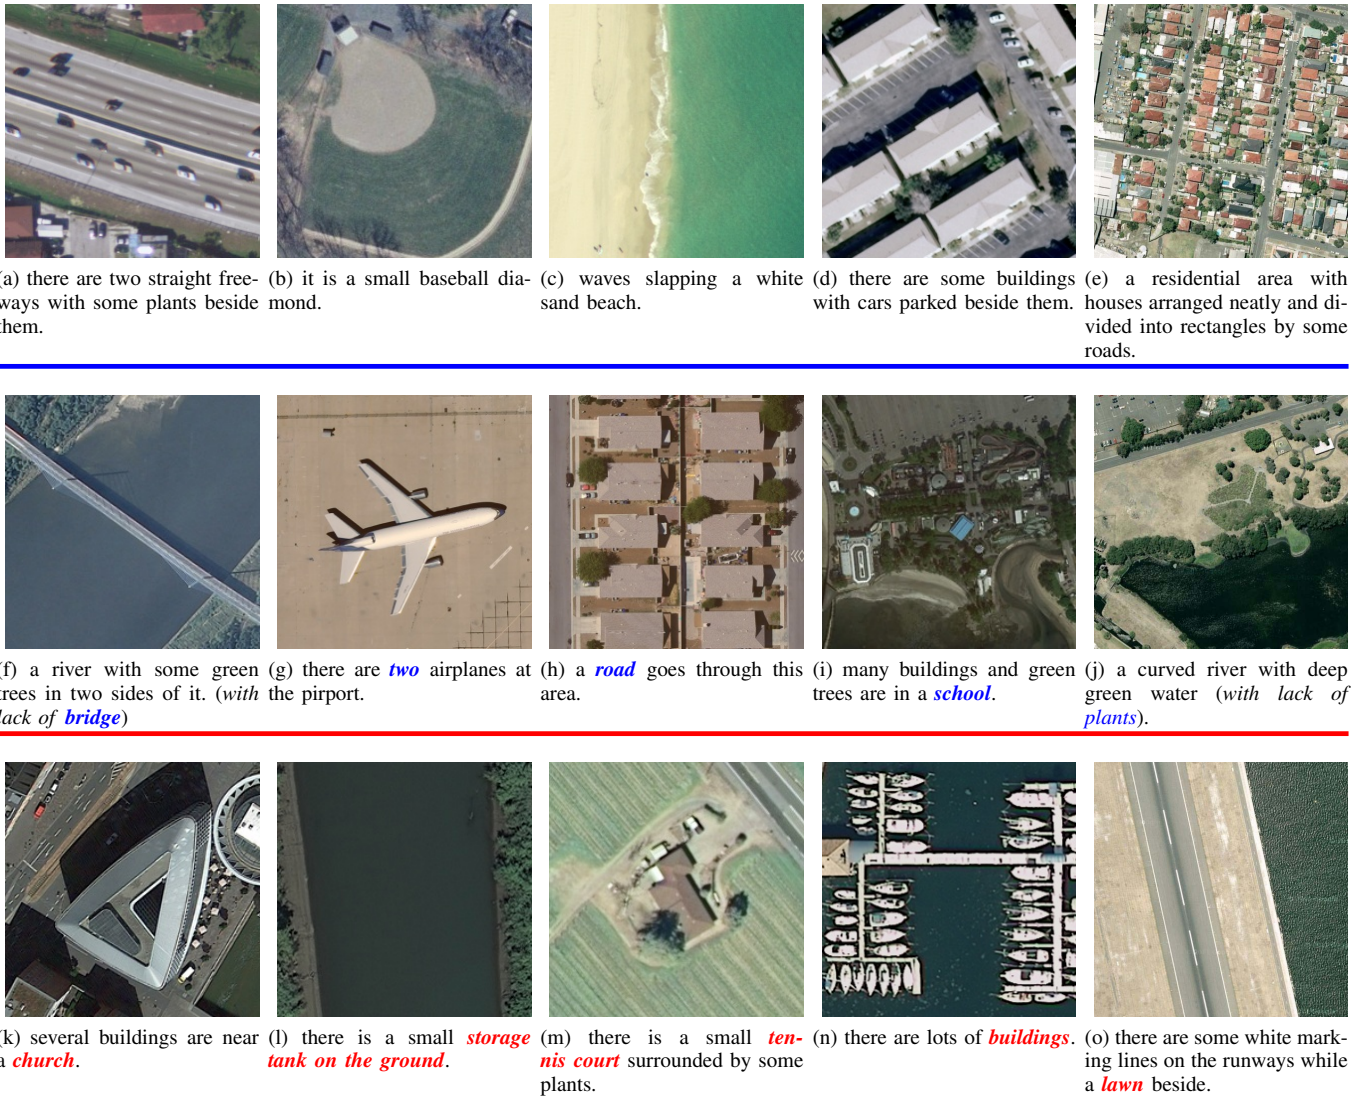 (a) there are two straight free-
ways with some plants beside
them.
(b) it is a small baseball dia-
mond.
(c) waves slapping a white
sand beach.
(d) there are some buildings
with cars parked beside them.
(e) a residential area with
houses arranged neatly and di-
vided into rectangles by some
roads.
(f) a river with some green
trees in two sides of it. (with
lack of bridge)
(g) there are two airplanes at
the pirport.
(h) a road goes through this
area.
(i) many buildings and green
trees are in a school.
(j) a curved river with deep
green water (with lack of
plants).
(k) several buildings are near
a church.
(l) there is a small storage
tank on the ground.
(m) there is a small ten-
nis court surrounded by some
plants.
(n) there are lots of buildings.
(o) there are some white mark-
ing lines on the runways while
a lawn beside.